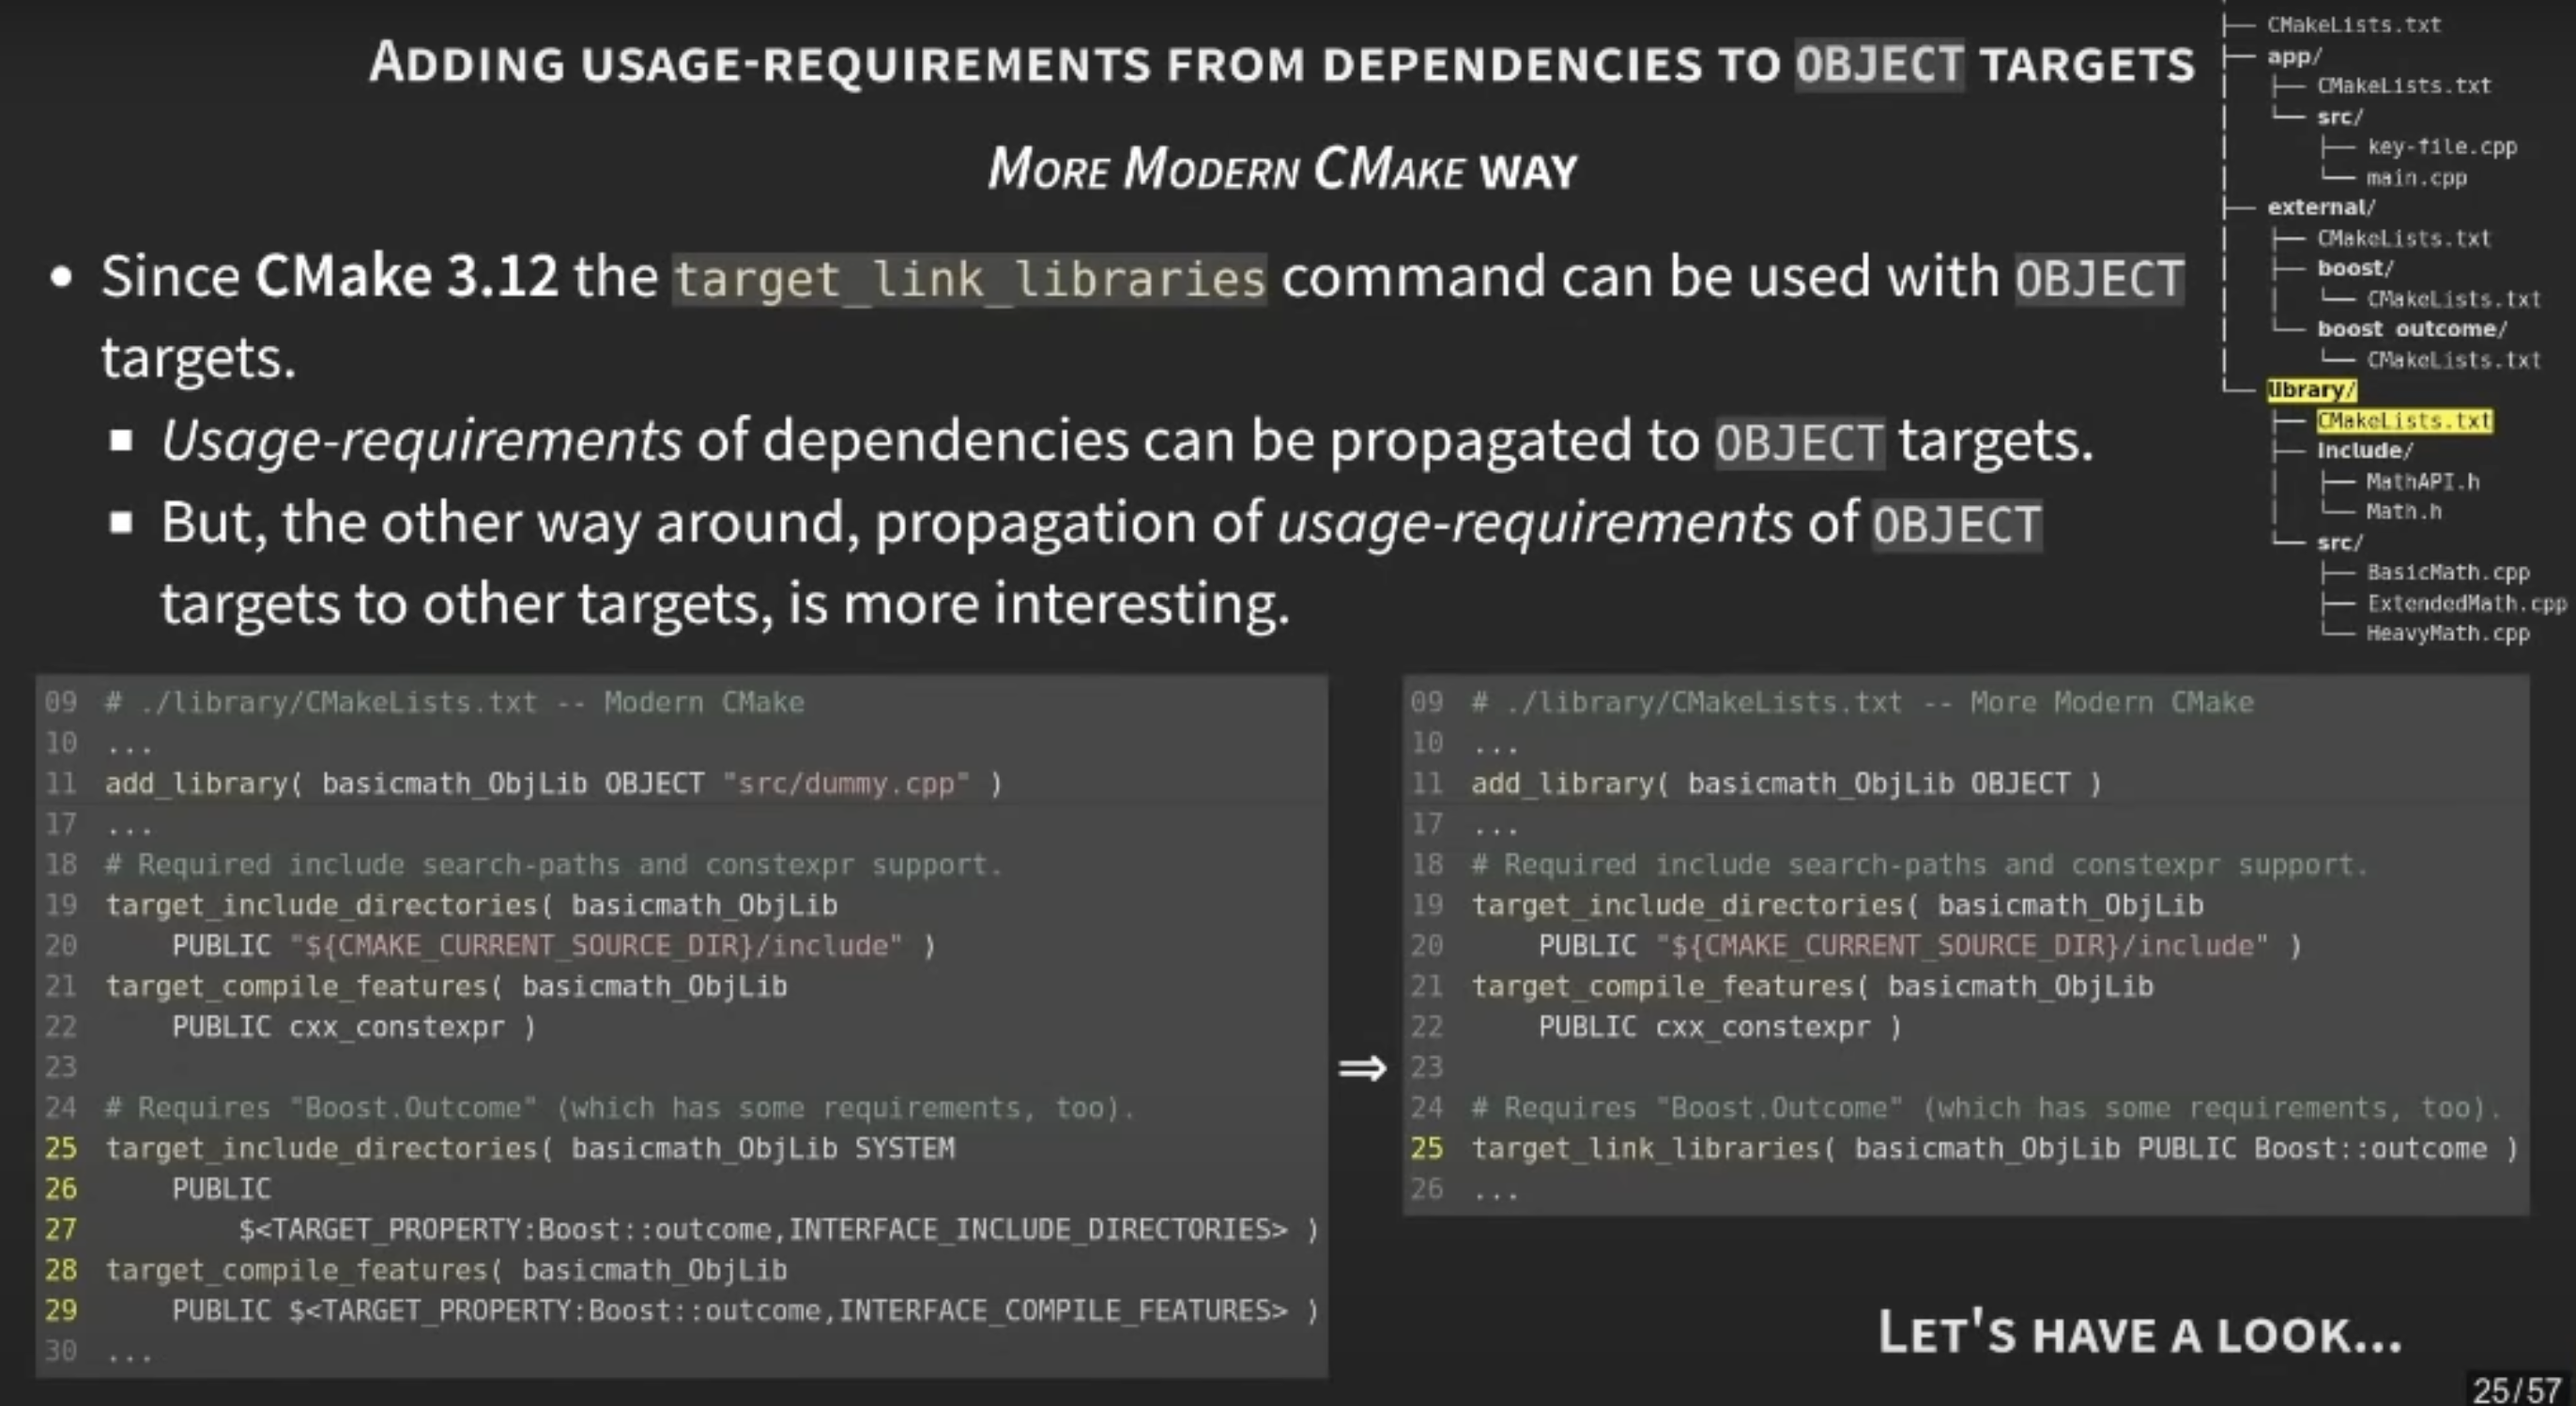 Adding usage-requirements from dependencies to OBJECT targets
More Modern CMake way
• Since CMake 3.12 the target_link_libraries command can be used with OBJECT
targets.
▪ Usage-requirements of dependencies can be propagated to OBJECT targets.
▪ But, the other way around, propagation of usage-requirements of OBJECT
targets to other targets, is more interesting.
├── CMakeLists.txt
├── app/
│   ├── CMakeLists.txt
│   └── src/
│       ├── key-file.cpp
│       └── main.cpp
├── external/
│   ├── CMakeLists.txt
│   ├── boost/
│   │   └── CMakeLists.txt
│   └── boost outcome/
│       └── CMakeLists.txt
└── library/
    ├── CMakeLists.txt
    ├── include/
    │   ├── MathAPI.h
    │   └── Math.h
    └── src/
        ├── BasicMath.cpp
        ├── ExtendedMath.cpp
        └── HeavyMath.cpp
09 # ./library/CMakeLists.txt -- Modern CMake
10 ...
11 add_library( basicmath_ObjLib OBJECT "src/dummy.cpp" )
17 ...
18 # Required include search-paths and constexpr support.
19 target_include_directories( basicmath_ObjLib
20     PUBLIC "${CMAKE_CURRENT_SOURCE_DIR}/include" )
21 target_compile_features( basicmath_ObjLib
22     PUBLIC cxx_constexpr )
23
24 # Requires "Boost.Outcome" (which has some requirements, too).
25 target_include_directories( basicmath_ObjLib SYSTEM
26     PUBLIC
27         $<TARGET_PROPERTY:Boost::outcome,INTERFACE_INCLUDE_DIRECTORIES> )
28 target_compile_features( basicmath_ObjLib
29     PUBLIC $<TARGET_PROPERTY:Boost::outcome,INTERFACE_COMPILE_FEATURES> )
30 ...
⇒
09 # ./library/CMakeLists.txt -- More Modern CMake
10 ...
11 add_library( basicmath_ObjLib OBJECT )
17 ...
18 # Required include search-paths and constexpr support.
19 target_include_directories( basicmath_ObjLib
20     PUBLIC "${CMAKE_CURRENT_SOURCE_DIR}/include" )
21 target_compile_features( basicmath_ObjLib
22     PUBLIC cxx_constexpr )
23
24 # Requires "Boost.Outcome" (which has some requirements, too).
25 target_link_libraries( basicmath_ObjLib PUBLIC Boost::outcome )
26 ...
Let's have a look...
25/57